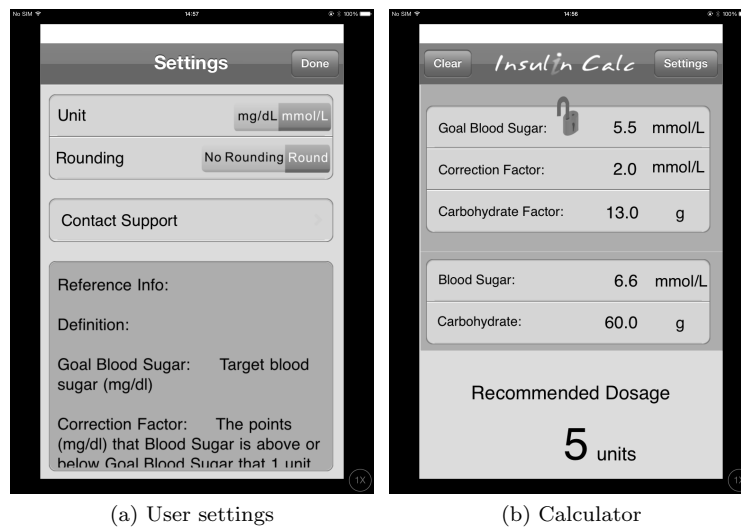 No SIM 14:57 100%
Settings Done
Unit mg/dL mmol/L
Rounding No Rounding Round
Contact Support
Reference Info:
Definition:
Goal Blood Sugar: Target blood
sugar (mg/dl)
Correction Factor: The points
(mg/dl) that Blood Sugar is above or
below Goal Blood Sugar that 1 unit
1X
(a) User settings
No SIM 14:56 100%
Clear Insulin Calc Settings
Goal Blood Sugar: 5.5 mmol/L
Correction Factor: 2.0 mmol/L
Carbohydrate Factor: 13.0 g
Blood Sugar: 6.6 mmol/L
Carbohydrate: 60.0 g
Recommended Dosage
5 units
1X
(b) Calculator